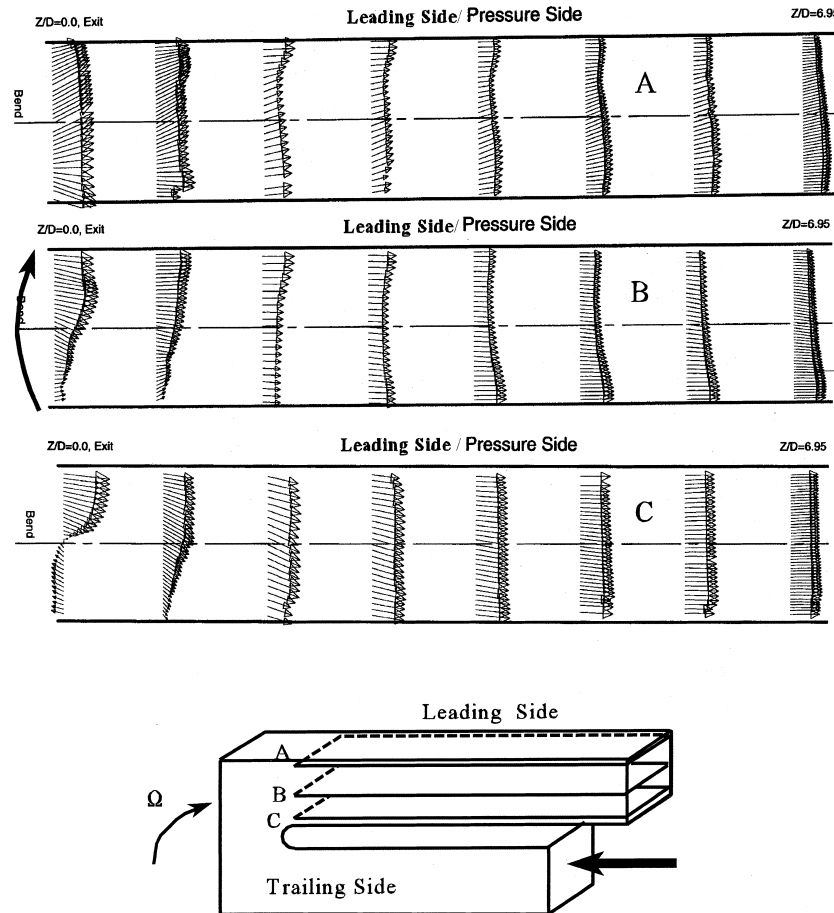 Z/D=0.0, Exit
Leading Side/ Pressure Side
Z/D=6.95
Bend
A
Z/D=0.0, Exit
Leading Side/ Pressure Side
Z/D=6.95
Bend
B
Z/D=0.0, Exit
Leading Side / Pressure Side
Z/D=6.95
Bend
C
Leading Side
A
B
Ω
C
Trailing Side